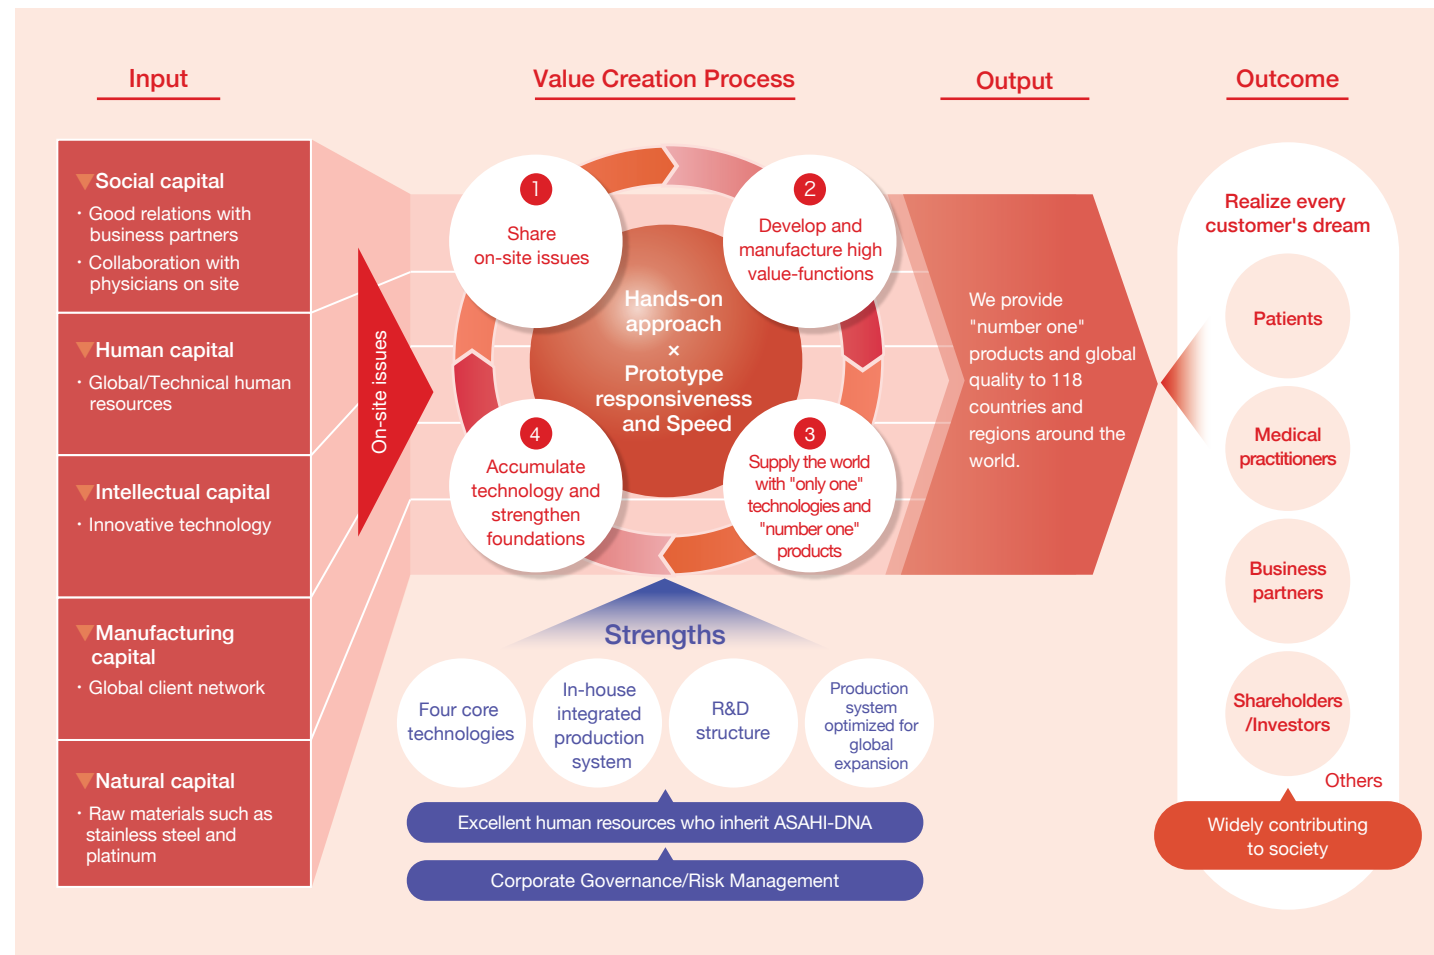 Input
Value Creation Process
Output
Outcome
▼Social capital
・Good relations with
business partners
・Collaboration with
physicians on site
▼Human capital
・Global/Technical human
resources
▼Intellectual capital
・Innovative technology
▼Manufacturing
capital
・Global client network
▼Natural capital
・Raw materials such as
stainless steel and
platinum
On-site issues
1
Share
on-site issues
2
Develop and
manufacture high
value-functions
Hands-on
approach
×
Prototype
responsiveness
and Speed
4
Accumulate
technology and
strengthen
foundations
3
Supply the world
with "only one"
technologies and
"number one"
products
Strengths
Four core
technologies
In-house
integrated
production
system
R&D
structure
Production
system
optimized for
global
expansion
Excellent human resources who inherit ASAHI-DNA
Corporate Governance/Risk Management
We provide
"number one"
products and global
quality to 118
countries and
regions around the
world.
Realize every
customer's dream
Patients
Medical
practitioners
Business
partners
Shareholders
/Investors
Others
Widely contributing
to society